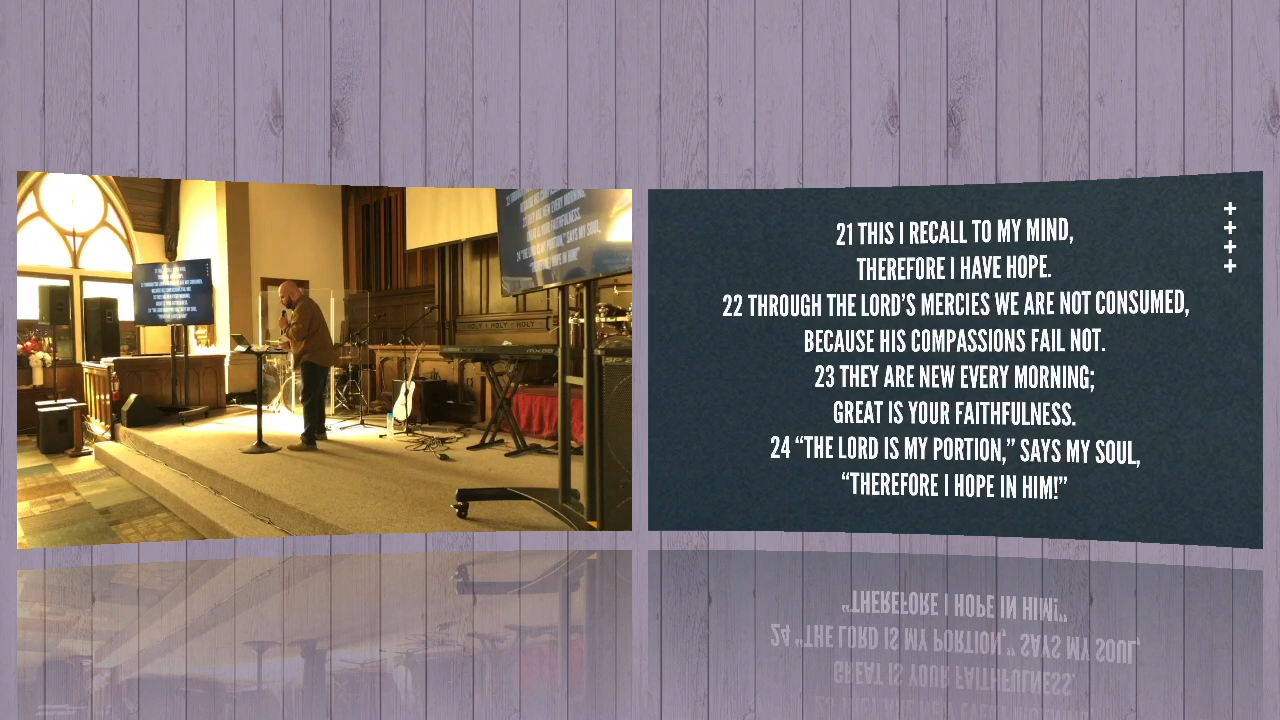 21 THIS I RECALL TO MY MIND,
THEREFORE I HAVE HOPE.
22 THROUGH THE LORD’S MERCIES WE ARE NOT CONSUMED,
BECAUSE HIS COMPASSIONS FAIL NOT.
23 THEY ARE NEW EVERY MORNING;
GREAT IS YOUR FAITHFULNESS.
24 “THE LORD IS MY PORTION,” SAYS MY SOUL,
“THEREFORE I HOPE IN HIM!”
HOLY HOLY HOLY